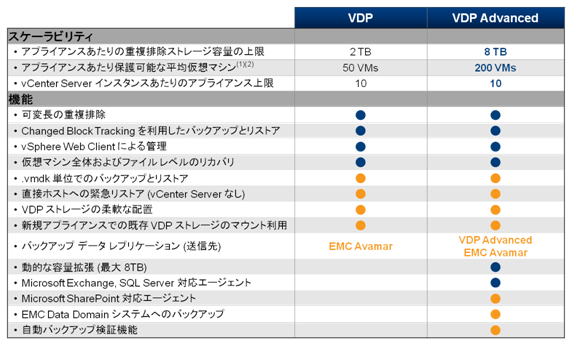 VDP VDP Advanced
スケーラビリティ
・アプライアンスあたりの重複排除ストレージ容量の上限 2 TB 8 TB
・アプライアンスあたり保護可能な平均仮想マシン(1)(2) 50 VMs 200 VMs
・vCenter Server インスタンスあたりのアプライアンス上限 10 10
機能
・可変長の重複排除
・Changed Block Tracking を利用したバックアップとリストア
・vSphere Web Client による管理
・仮想マシン全体およびファイル レベルのリカバリ
・.vmdk 単位でのバックアップとリストア
・直接ホストへの緊急リストア (vCenter Server なし)
・VDP ストレージの柔軟な配置
・新規アプライアンスでの既存 VDP ストレージのマウント利用
・バックアップ データ レプリケーション (送信先) EMC Avamar VDP Advanced
EMC Avamar
・動的な容量拡張 (最大 8TB)
・Microsoft Exchange, SQL Server 対応エージェント
・Microsoft SharePoint 対応エージェント
・EMC Data Domain システムへのバックアップ
・自動バックアップ検証機能